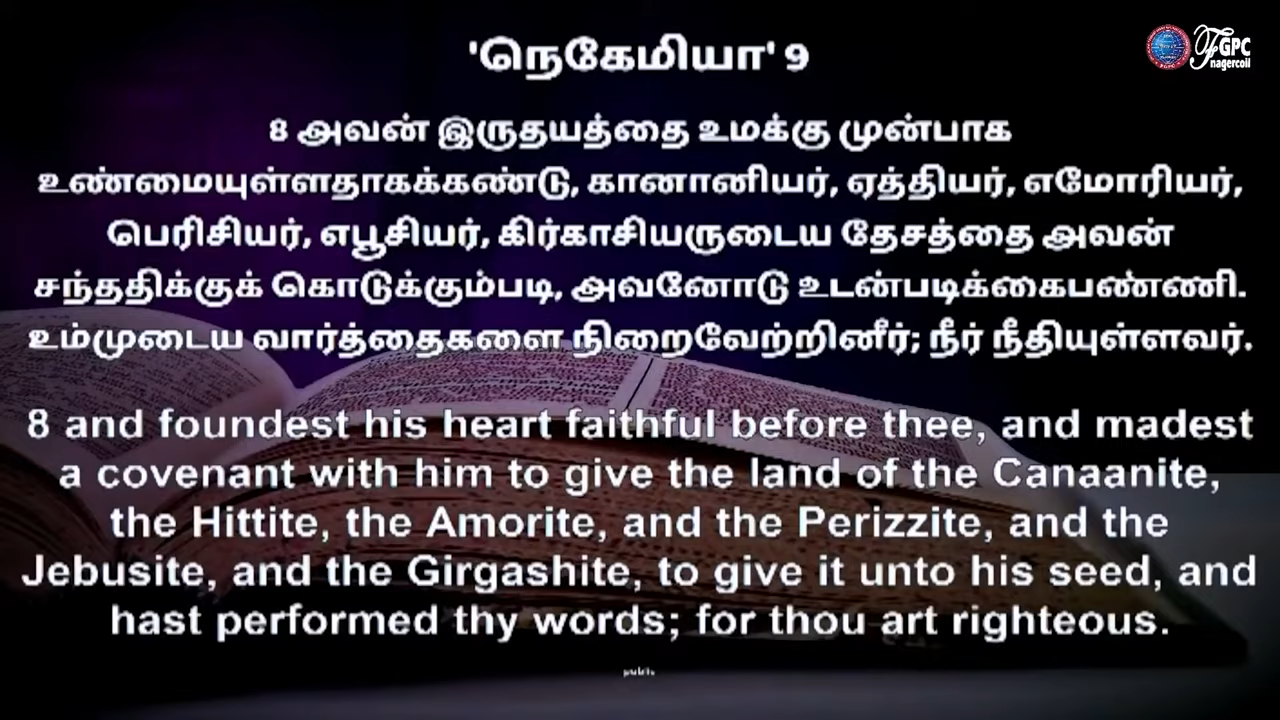 'நெகேமியா' 9
FGPC
nagercoil
8 அவன் இருதயத்தை உமக்கு முன்பாக
உண்மையுள்ளதாகக்கண்டு, கானானியர், ஏத்தியர், எமோரியர்,
பெரிசியர், எபூசியர், கிர்காசியருடைய தேசத்தை அவன்
சந்ததிக்குக் கொடுக்கும்படி, அவனோடு உடன்படிக்கைபண்ணி.
உம்முடைய வார்த்தைகளை நிறைவேற்றினீர்; நீர் நீதியுள்ளவர்.
8 and foundest his heart faithful before thee, and madest
a covenant with him to give the land of the Canaanite,
the Hittite, the Amorite, and the Perizzite, and the
Jebusite, and the Girgashite, to give it unto his seed, and
hast performed thy words; for thou art righteous.